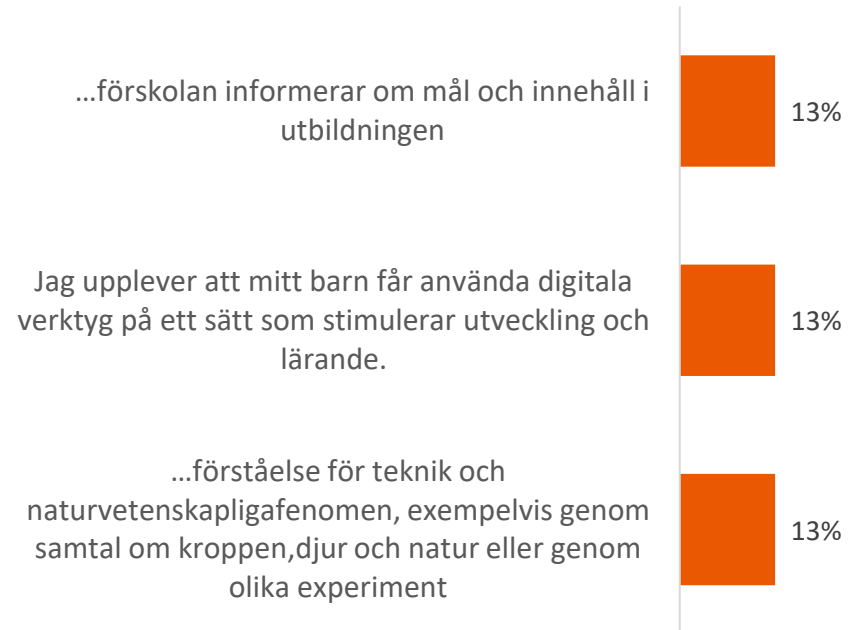 ...förskolan informerar om mål och innehåll i
utbildningen
13%
Jag upplever att mitt barn får använda digitala
verktyg på ett sätt som stimulerar utveckling och
lärande.
13%
...förståelse för teknik och
naturvetenskapligafenomen, exempelvis genom
samtal om kroppen,djur och natur eller genom
olika experiment
13%